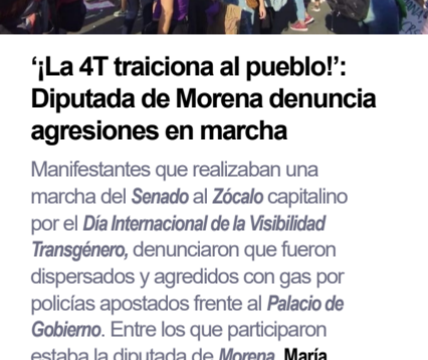 ‘¡La 4T traiciona al pueblo!’:
Diputada de Morena denuncia
agresiones en marcha
Manifestantes que realizaban una
marcha del Senado al Zócalo capitalino
por el Día Internacional de la Visibilidad
Transgénero, denunciaron que fueron
dispersados y agredidos con gas por
policías apostados frente al Palacio de
Gobierno. Entre los que participaron
estaba la diputada de Morena, María